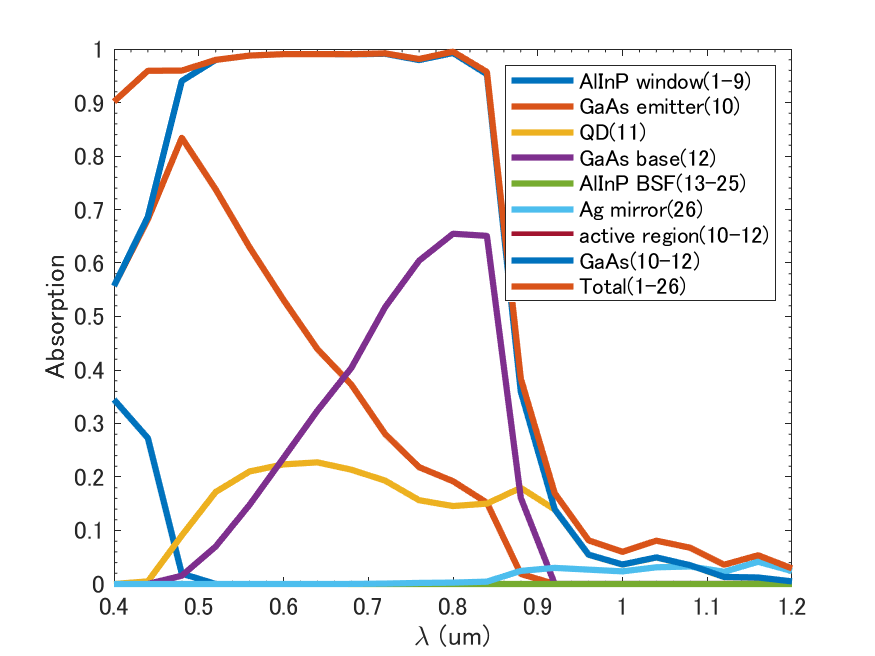 1
0.9
0.8
0.7
0.6
0.5
0.4
0.3
0.2
0.1
0
Absorption
AlInP window(1-9)
GaAs emitter(10)
QD(11)
GaAs base(12)
AlInP BSF(13-25)
Ag mirror(26)
active region(10-12)
GaAs(10-12)
Total(1-26)
0.4 0.5 0.6 0.7 0.8 0.9 1 1.1 1.2
λ (um)